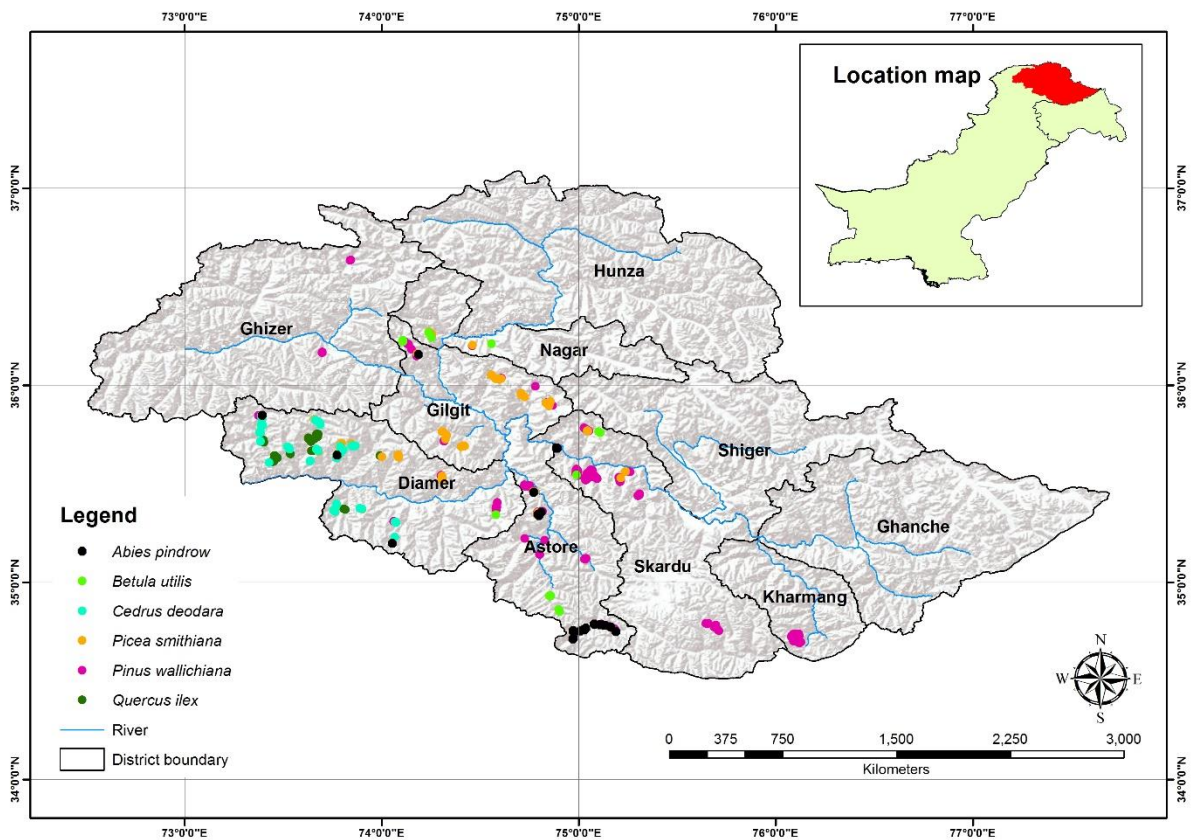 73°0'0"E 74°0'0"E 75°0'0"E 76°0'0"E 77°0'0"E
Location map
37°0'0"N 37°0'0"N
36°0'0"N 36°0'0"N
35°0'0"N 35°0'0"N
34°0'0"N 34°0'0"N
Hunza
Ghizer
Nagar
Gilgit
Shiger
Diamer
Ghanche
Astore
Skardu
Kharmang
Legend
Abies pindrow
Betula utilis
Cedrus deodara
Picea smithiana
Pinus wallichiana
Quercus ilex
River
District boundary
N
W E
S
0 375 750 1,500 2,250 3,000
Kilometers
73°0'0"E 74°0'0"E 75°0'0"E 76°0'0"E 77°0'0"E